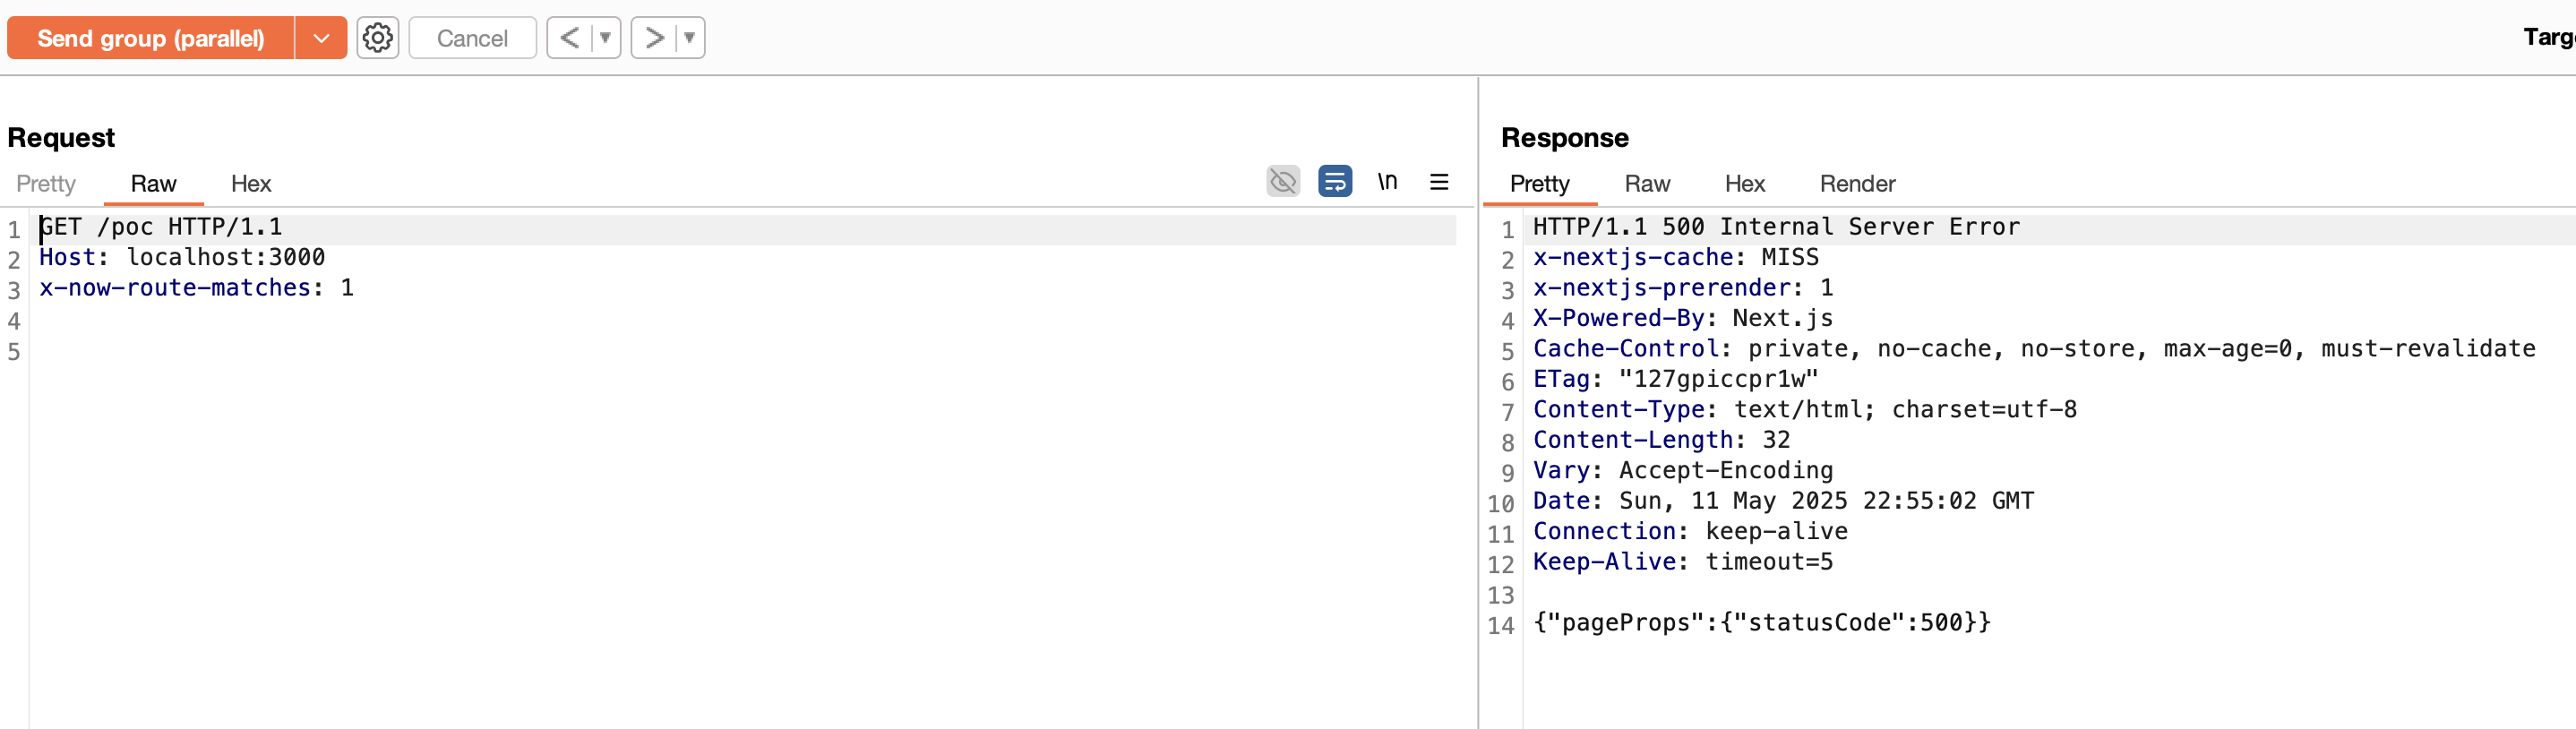 Send group (parallel)
Cancel
<
>
Targ
Request
Pretty Raw Hex
\n
1 GET /poc HTTP/1.1
2 Host: localhost:3000
3 x-now-route-matches: 1
4
5
Response
Pretty Raw Hex Render
1 HTTP/1.1 500 Internal Server Error
2 x-nextjs-cache: MISS
3 x-nextjs-prerender: 1
4 X-Powered-By: Next.js
5 Cache-Control: private, no-cache, no-store, max-age=0, must-revalidate
6 ETag: "127gpiccpr1w"
7 Content-Type: text/html; charset=utf-8
8 Content-Length: 32
9 Vary: Accept-Encoding
10 Date: Sun, 11 May 2025 22:55:02 GMT
11 Connection: keep-alive
12 Keep-Alive: timeout=5
13
14 {"pageProps":{"statusCode":500}}